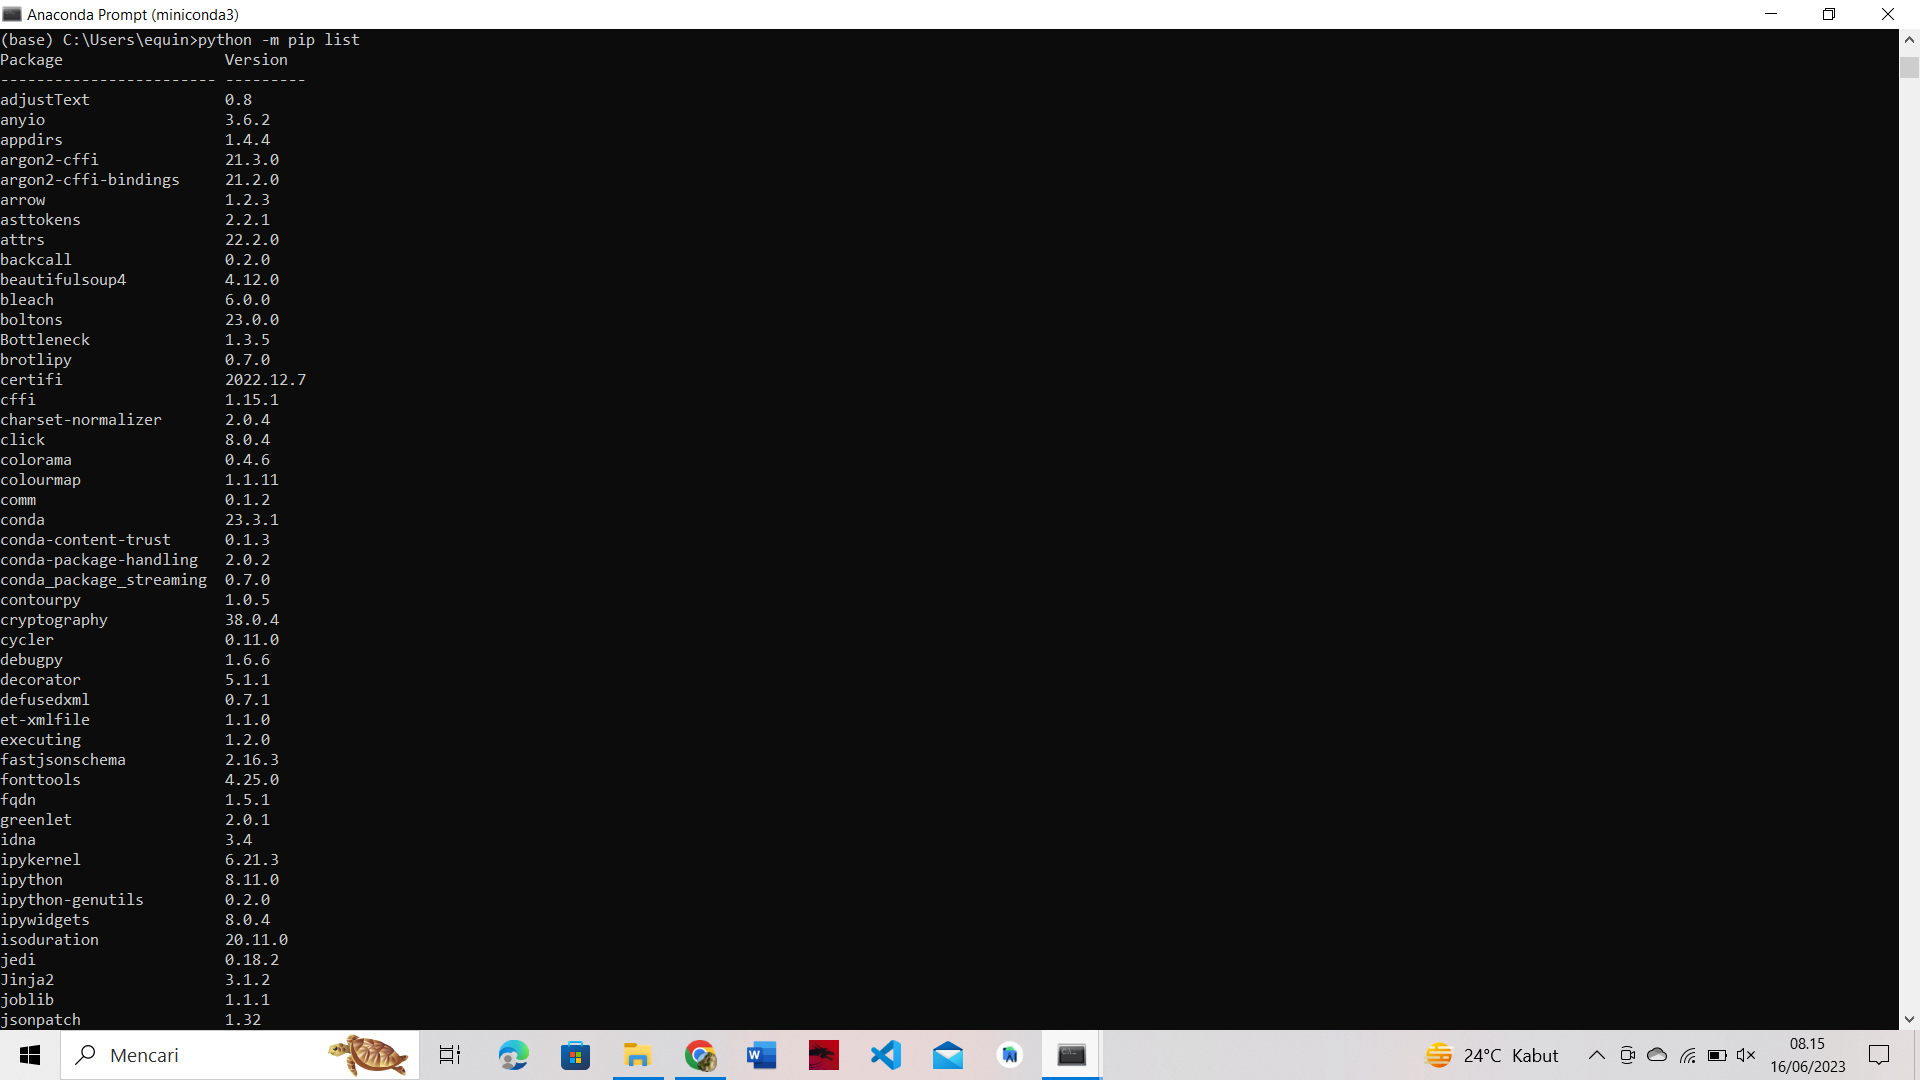 Anaconda Prompt (miniconda3)
(base) C:\Users\equin>python -m pip list
Package                  Version
------------------------ ---------
adjustText               0.8
anyio                    3.6.2
appdirs                  1.4.4
argon2-cffi              21.3.0
argon2-cffi-bindings     21.2.0
arrow                    1.2.3
asttokens                2.2.1
attrs                    22.2.0
backcall                 0.2.0
beautifulsoup4           4.12.0
bleach                   6.0.0
boltons                  23.0.0
Bottleneck               1.3.5
brotlipy                 0.7.0
certifi                  2022.12.7
cffi                     1.15.1
charset-normalizer       2.0.4
click                    8.0.4
colorama                 0.4.6
colourmap                1.1.11
comm                     0.1.2
conda                    23.3.1
conda-content-trust      0.1.3
conda-package-handling   2.0.2
conda_package_streaming  0.7.0
contourpy                1.0.5
cryptography             38.0.4
cycler                   0.11.0
debugpy                  1.6.6
decorator                5.1.1
defusedxml               0.7.1
et-xmlfile               1.1.0
executing                1.2.0
fastjsonschema           2.16.3
fonttools                4.25.0
fqdn                     1.5.1
greenlet                 2.0.1
idna                     3.4
ipykernel                6.21.3
ipython                  8.11.0
ipython-genutils         0.2.0
ipywidgets               8.0.4
isoduration              20.11.0
jedi                     0.18.2
Jinja2                   3.1.2
joblib                   1.1.1
jsonpatch                1.32
Mencari
24°C Kabut
08.15
16/06/2023